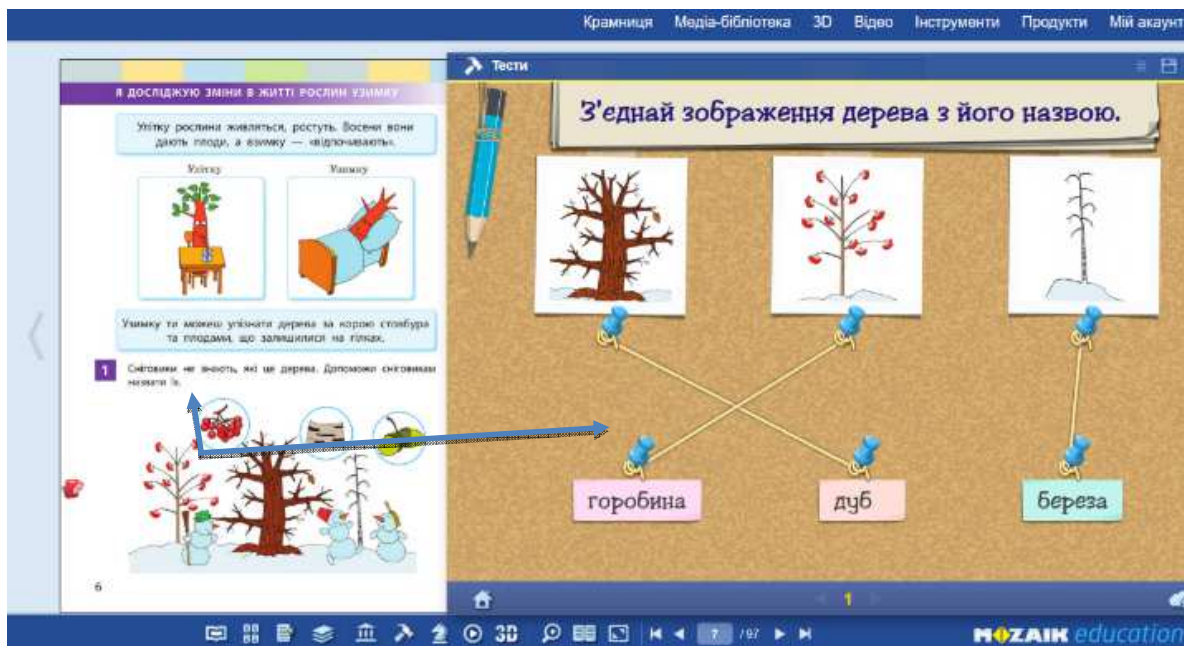 Крамниця Медіа-бібліотека 3D Відео Інструменти Продукти Мій акаунт
Я ДОСЛІДЖУЮ ЗМІНИ В ЖИТТІ РОСЛИН УЗИМКУ
Улітку рослини живляться, ростуть. Восени вони
дають плоди, а взимку — «відпочивають».
Улітку Узимку
Узимку ти можеш упізнати дерева за корою стовбура
та плодами, що залишилися на гілках.
1 Сніговики не знають, які це дерева. Допоможи сніговикам
назвати їх.
6
Тести
З'єднай зображення дерева з його назвою.
горобина дуб береза
1
3D 7 /97
MOZAIK education